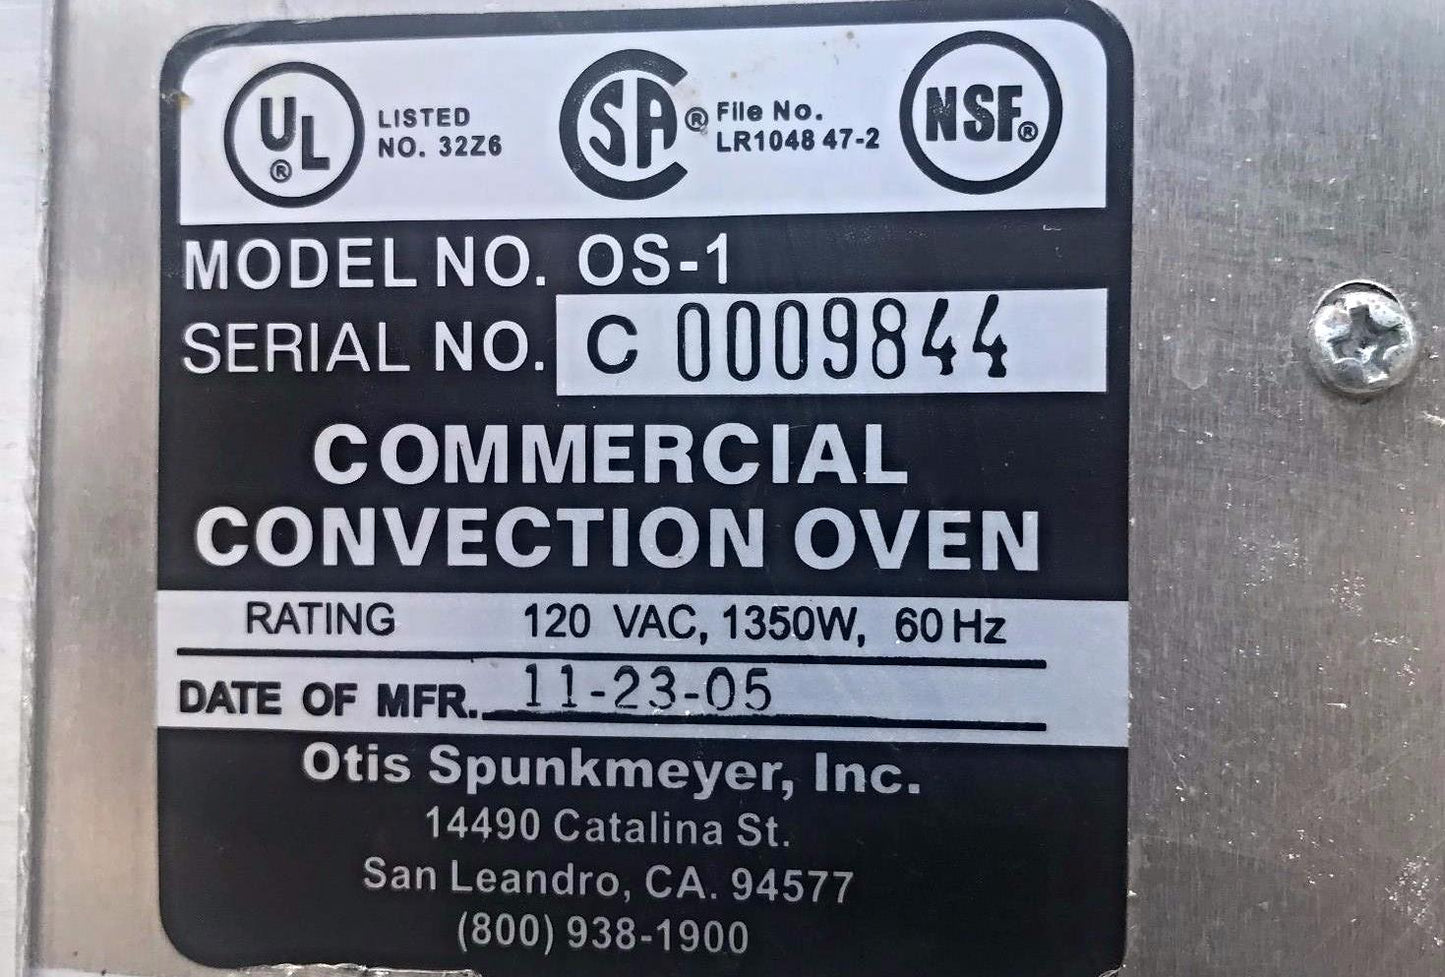 UL ®
LISTED
NO. 32Z6
SA ®
File No.
LR1048 47-2
NSF®
MODEL NO. OS-1
SERIAL NO. C 0009844
COMMERCIAL
CONVECTION OVEN
RATING 120 VAC, 1350W, 60 Hz
DATE OF MFR. 11-23-05
Otis Spunkmeyer, Inc.
14490 Catalina St.
San Leandro, CA. 94577
(800) 938-1900